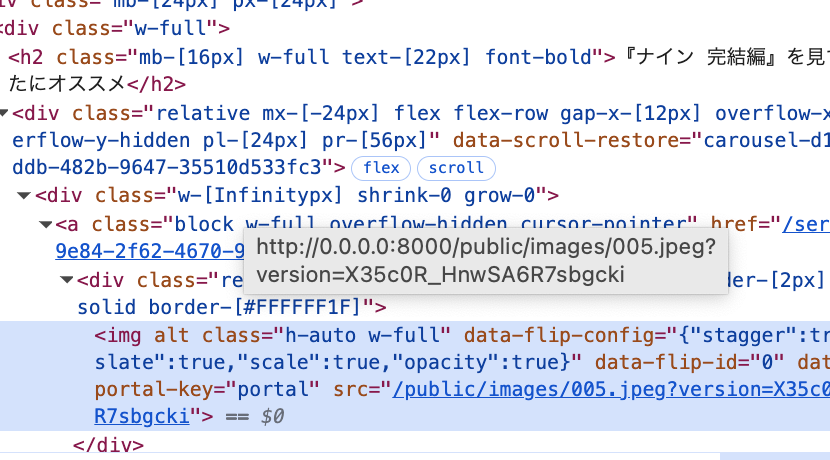 div class="mb-[24px] px-[24px]">
<div class="w-full">
<h2 class="mb-[16px] w-full text-[22px] font-bold">『ナイン 完結編』を見
たにオススメ</h2>
<div class="relative mx-[-24px] flex flex-row gap-x-[12px] overflow-x
erflow-y-hidden pl-[24px] pr-[56px]" data-scroll-restore="carousel-d1
ddb-482b-9647-35510d533fc3"> flex scroll
<div class="w-[Infinitypx] shrink-0 grow-0">
<a class="block w-full overflow-hidden cursor-pointer" href="/ser
9e84-2f62-4670-9
http://0.0.0.0:8000/public/images/005.jpeg?
version=X35c0R_HnwSA6R7sbgcki
<div class="re der-[2px]
solid border-[#FFFFFF1F]">
<img alt class="h-auto w-full" data-flip-config="{"stagger":tr
slate":true,"scale":true,"opacity":true}" data-flip-id="0" dat
portal-key="portal" src="/public/images/005.jpeg?version=X35c0
R7sbgcki"> == $0
</div>